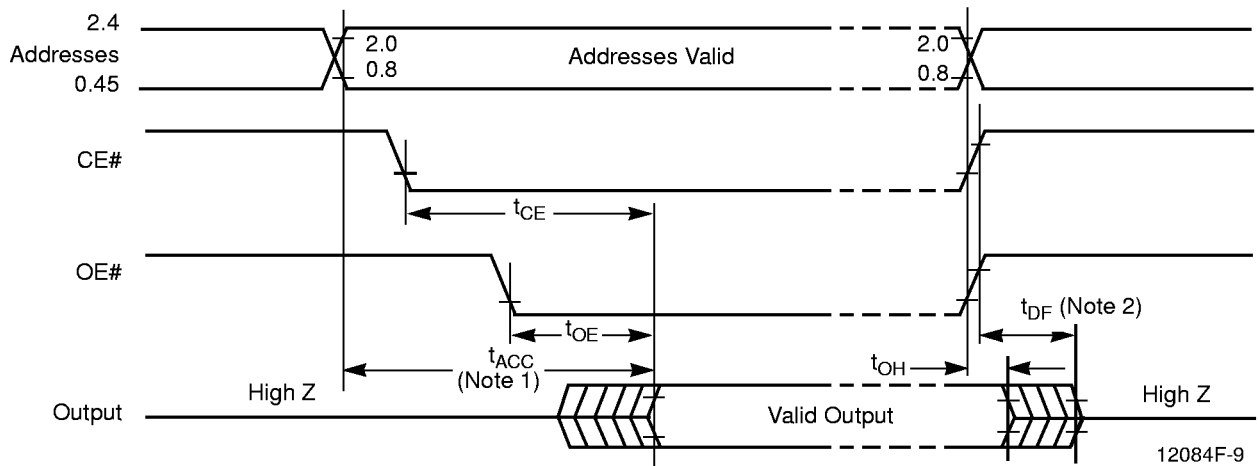 2.4
Addresses
0.45
2.0
0.8
Addresses Valid
2.0
0.8
CE#
tCE
OE#
tOE
tDF (Note 2)
tACC
(Note 1)
tOH
Output
High Z
Valid Output
High Z
12084F-9